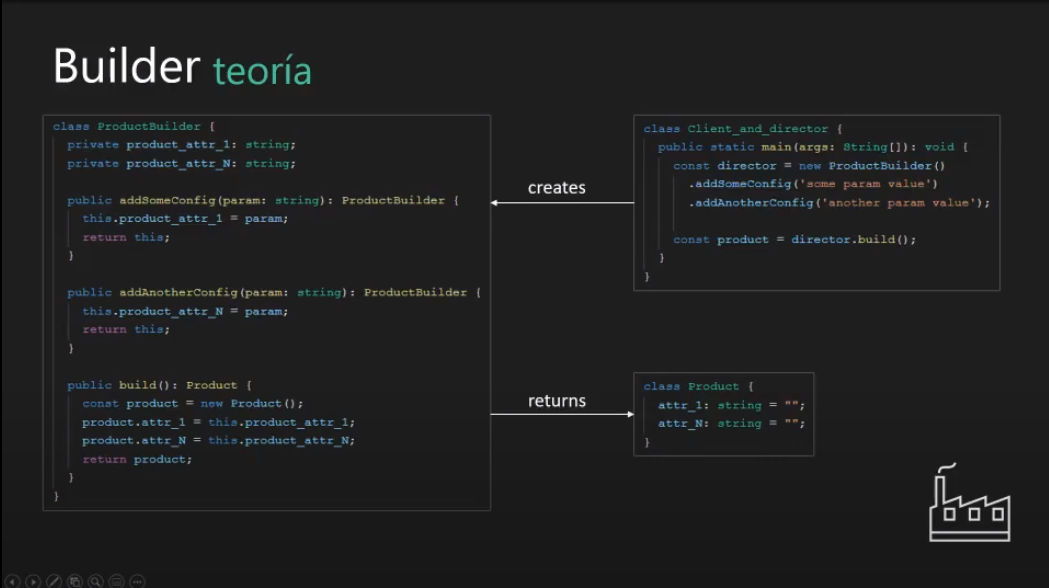 Builder teoría
class ProductBuilder {
private product_attr_1: string;
private product_attr_N: string;
public addSomeConfig(param: string): ProductBuilder {
this.product_attr_1 = param;
return this;
}
public addAnotherConfig(param: string): ProductBuilder {
this.product_attr_N = param;
return this;
}
public build(): Product {
const product = new Product();
product.attr_1 = this.product_attr_1;
product.attr_N = this.product_attr_N;
return product;
}
}
creates
class Client_and_director {
public static main(args: String[]): void {
const director = new ProductBuilder()
.addSomeConfig('some param value')
.addAnotherConfig('another param value');
const product = director.build();
}
}
returns
class Product {
attr_1: string = "";
attr_N: string = "";
}